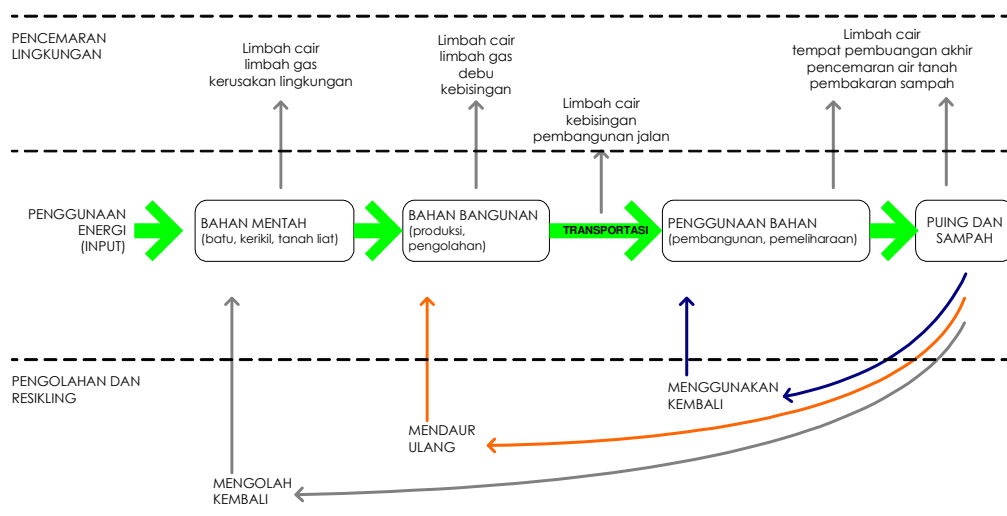 PENCEMARAN
LINGKUNGAN
Limbah cair
limbah gas
kerusakan lingkungan
Limbah cair
limbah gas
debu
kebisingan
Limbah cair
kebisingan
pembangunan jalan
Limbah cair
tempat pembuangan akhir
pencemaran air tanah
pembakaran sampah
PENGGUNAAN
ENERGI
(INPUT)
BAHAN MENTAH
(batu, kerikil, tanah liat)
BAHAN BANGUNAN
(produksi,
pengolahan)
TRANSPORTASI
PENGGUNAAN BAHAN
(pembangunan, pemeliharaan)
PUING DAN
SAMPAH
PENGOLAHAN DAN
RESIKLING
MENGGUNAKAN
KEMBALI
MENDAUR
ULANG
MENGOLAH
KEMBALI